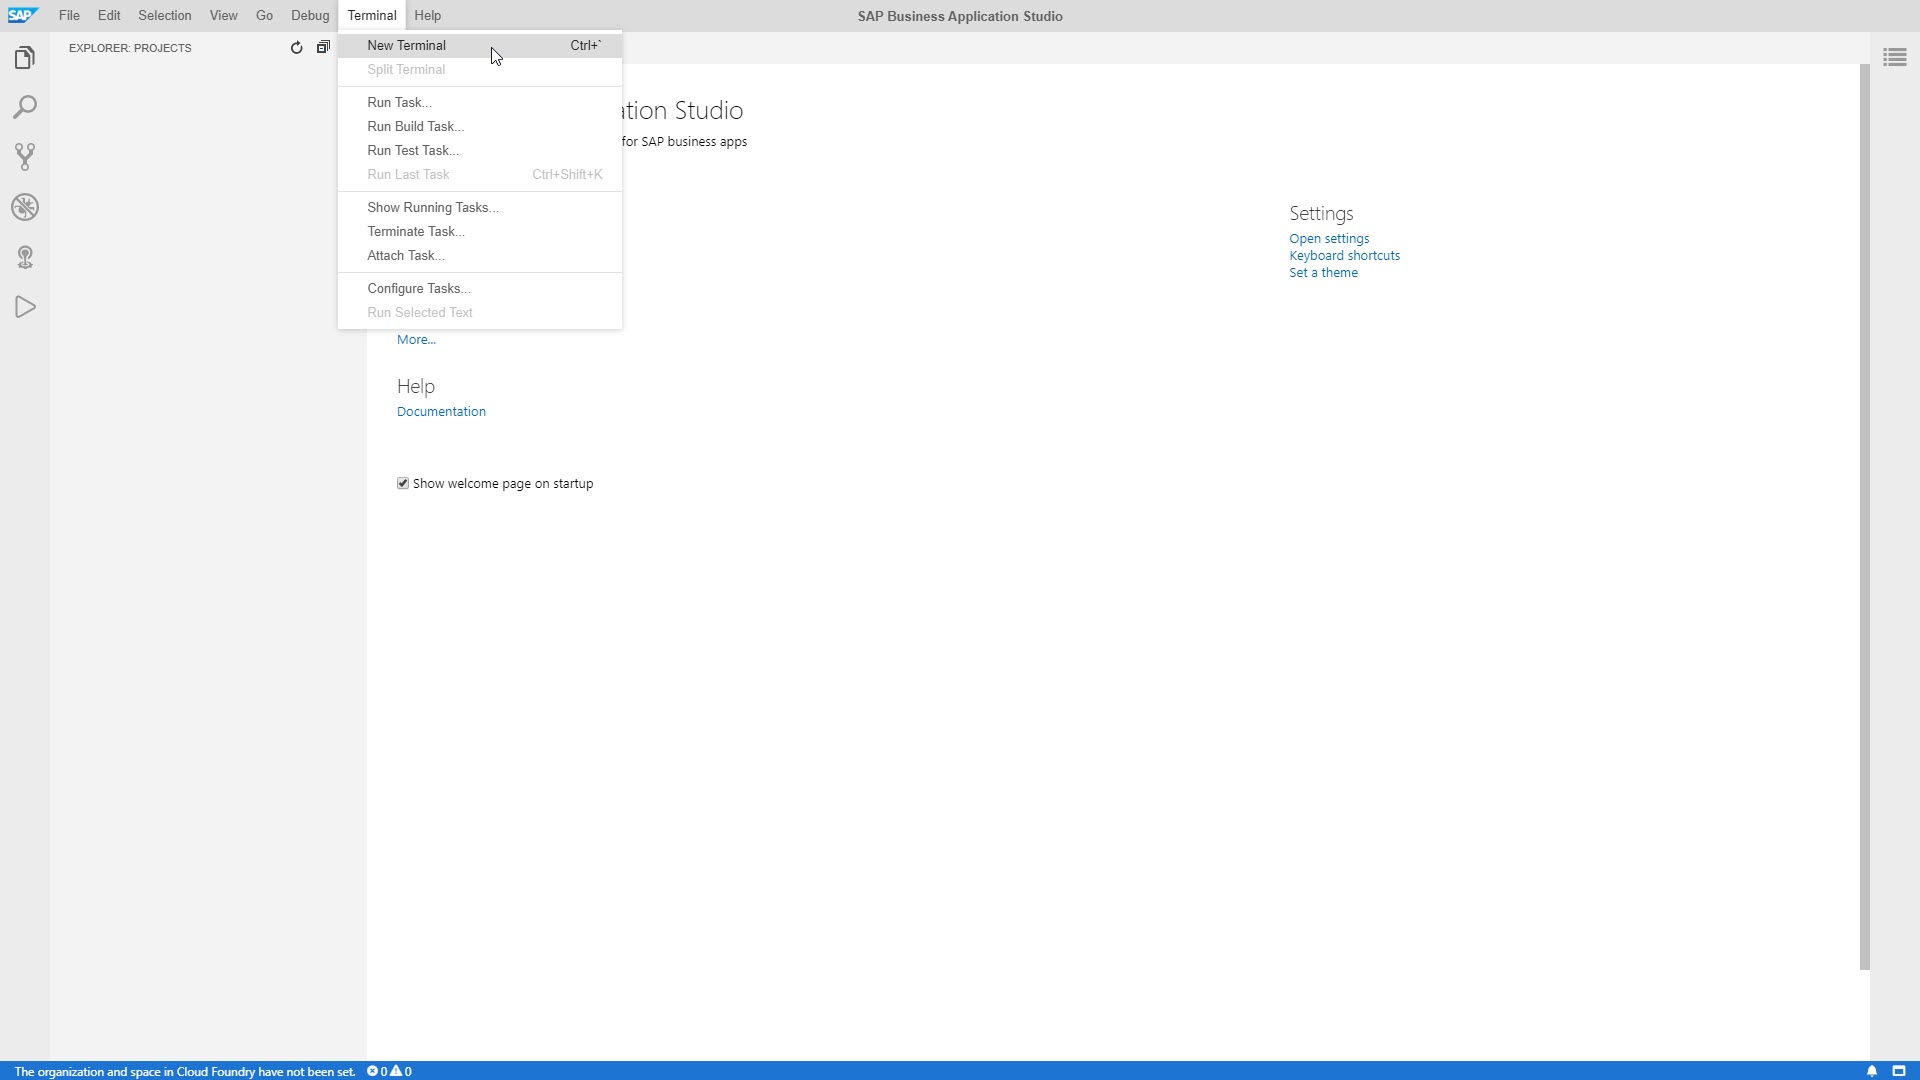 SAP File Edit Selection View Go Debug Terminal Help SAP Business Application Studio
EXPLORER: PROJECTS
New Terminal Ctrl+`
Split Terminal
Run Task...
Run Build Task...
Run Test Task...
Run Last Task Ctrl+Shift+K
Show Running Tasks...
Terminate Task...
Attach Task...
Configure Tasks...
Run Selected Text
ation Studio
for SAP business apps
More...
Help
Documentation
Show welcome page on startup
Settings
Open settings
Keyboard shortcuts
Set a theme
The organization and space in Cloud Foundry have not been set. 0 0